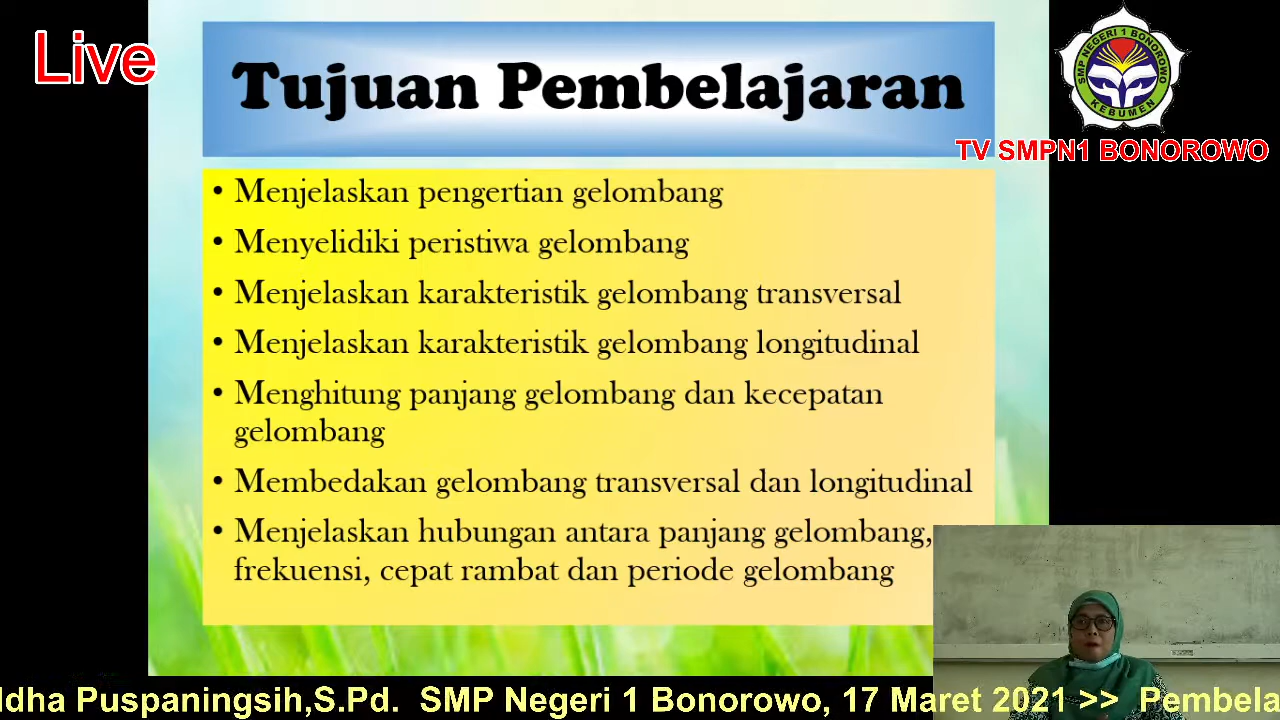 Live
Tujuan Pembelajaran
SMP NEGERI 1 BONOROWO
KEBUMEN
TV SMPN1 BONOROWO
• Menjelaskan pengertian gelombang
• Menyelidiki peristiwa gelombang
• Menjelaskan karakteristik gelombang transversal
• Menjelaskan karakteristik gelombang longitudinal
• Menghitung panjang gelombang dan kecepatan
gelombang
• Membedakan gelombang transversal dan longitudinal
• Menjelaskan hubungan antara panjang gelombang,
frekuensi, cepat rambat dan periode gelombang
Puspaningsih,S.Pd. SMP Negeri 1 Bonorowo, 17 Maret 2021 >>